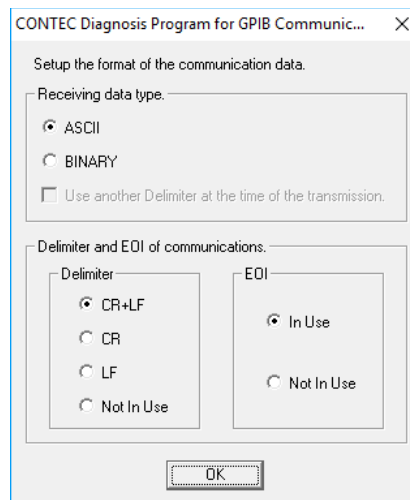 CONTEC Diagnosis Program for GPIB Communic...
Setup the format of the communication data.
Receiving data type.
ASCII
BINARY
Use another Delimiter at the time of the transmission.
Delimiter and EOI of communications.
Delimiter
CR+LF
CR
LF
Not In Use
EOI
In Use
Not In Use
OK